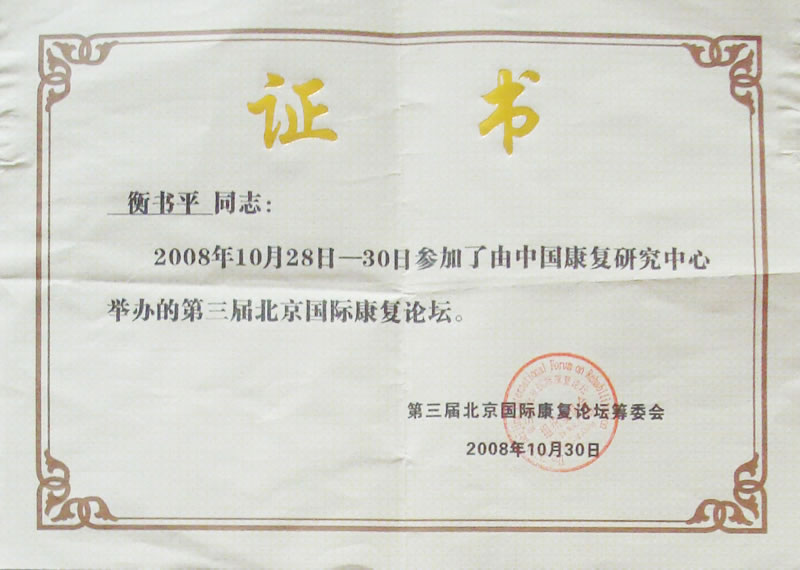 证 书
衡书平 同志：
2008年10月28日—30日参加了由中国康复研究中心
举办的第三届北京国际康复论坛。
第三届北京国际康复论坛筹委会
2008年10月30日